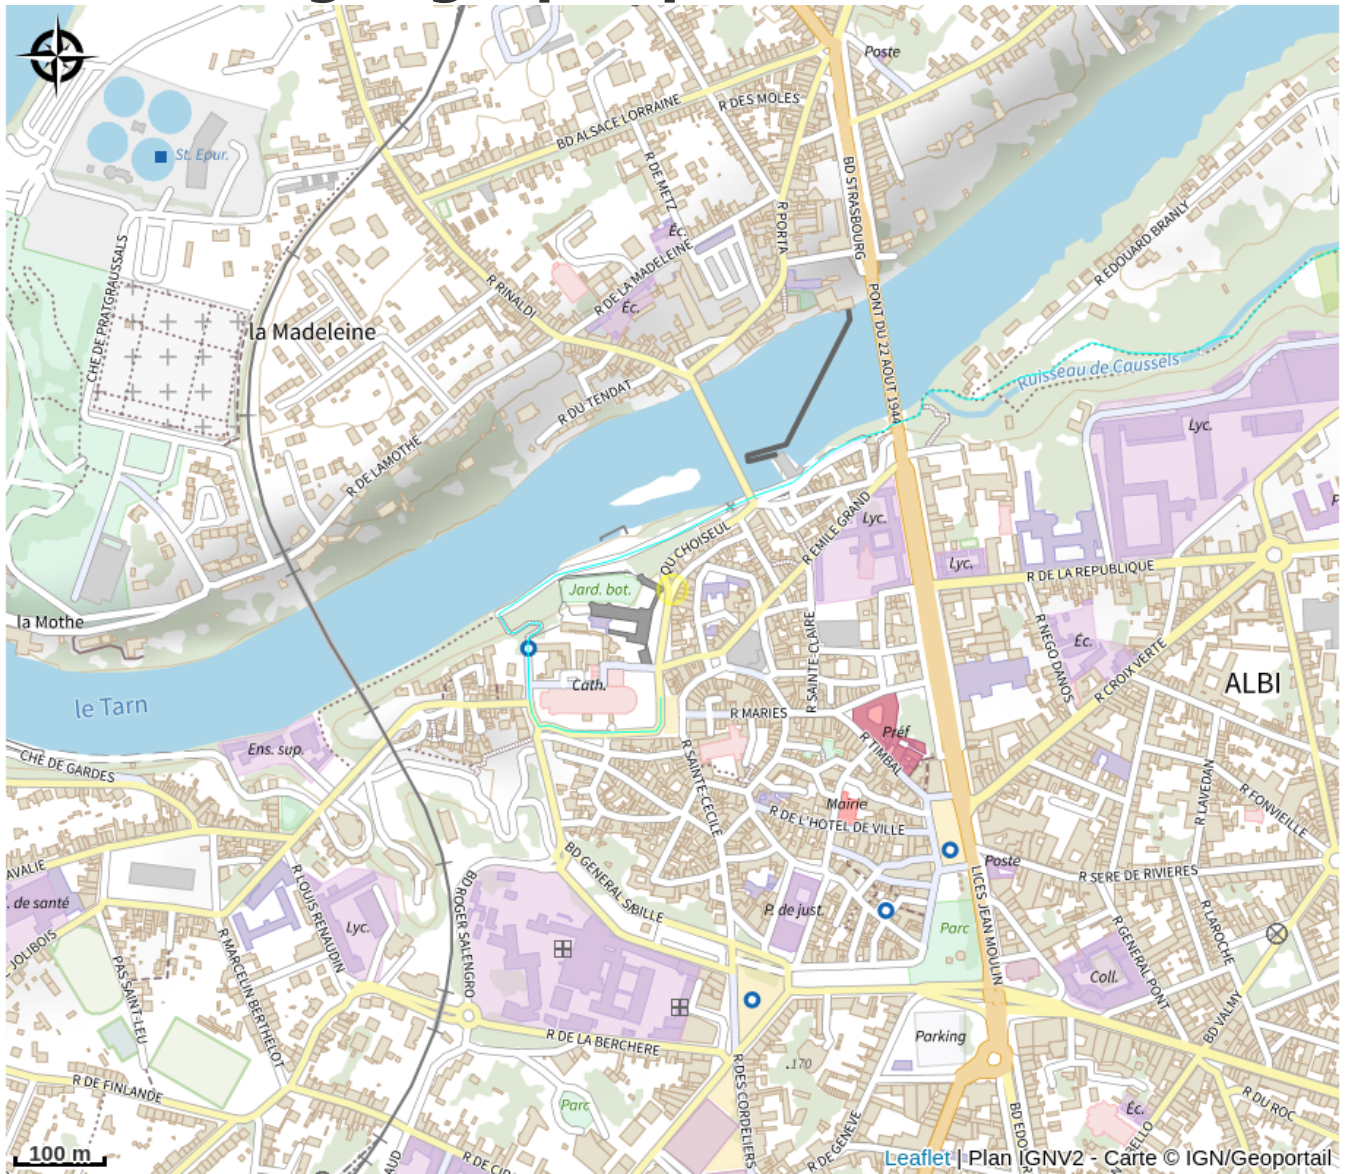 Poste
R DES MOLES
BD ALSACE LORRAINE
St. Epur.
R DE METZ
BD STRASBOURG
R PORTA
Éc.
R EDOUARD BRANLY
CHE DE PRATGRAUSSALS
R DE LA MADELEINE
R RINALDI
Éc.
la Madeleine
PONT DU 22 AOUT 1944
Ruisseau de Caussels
R DU TENDAT
Lyc.
R DE LAMOTHE
R EMILE GRAND
Lyc.
QU CHOISEUL
Lyc.
R DE LA REPUBLIQUE
Jard. bot.
la Mothe
R SAINTE-CLAIRE
R NEGO DANOS
Éc.
R CROIX VERTE
ALBI
Cath.
le Tarn
R MARIES
Préf
R TIMBAL
Ens. sup.
CHE DE GARDES
R SAINTE-CECILE
R LAVEDAN
R FONVIEILLE
Mairie
R DE L'HOTEL DE VILLE
AVALIE
BD GENERAL SIBILLE
Poste
R SERE DE RIVIERES
R LOUIS RENAUDIN
BD ROGER SALENGRO
LICES JEAN MOULIN
. de santé
P. de just.
Lyc.
Parc
R LAROCHE
R GENERAL PONT
JOLIBOIS
R MARCELIN BERTHELOT
PAS SAINT-LEU
Coll.
BD VALMY
R DE LA BERCHERE
Parking
.170
R DE FINLANDE
R DES CORDELIERS
Parc
R DU ROC
Éc.
R DE GENEVE
BD EDO
100 m
Leaflet | Plan IGNV2 - Carte © IGN/Geoportail